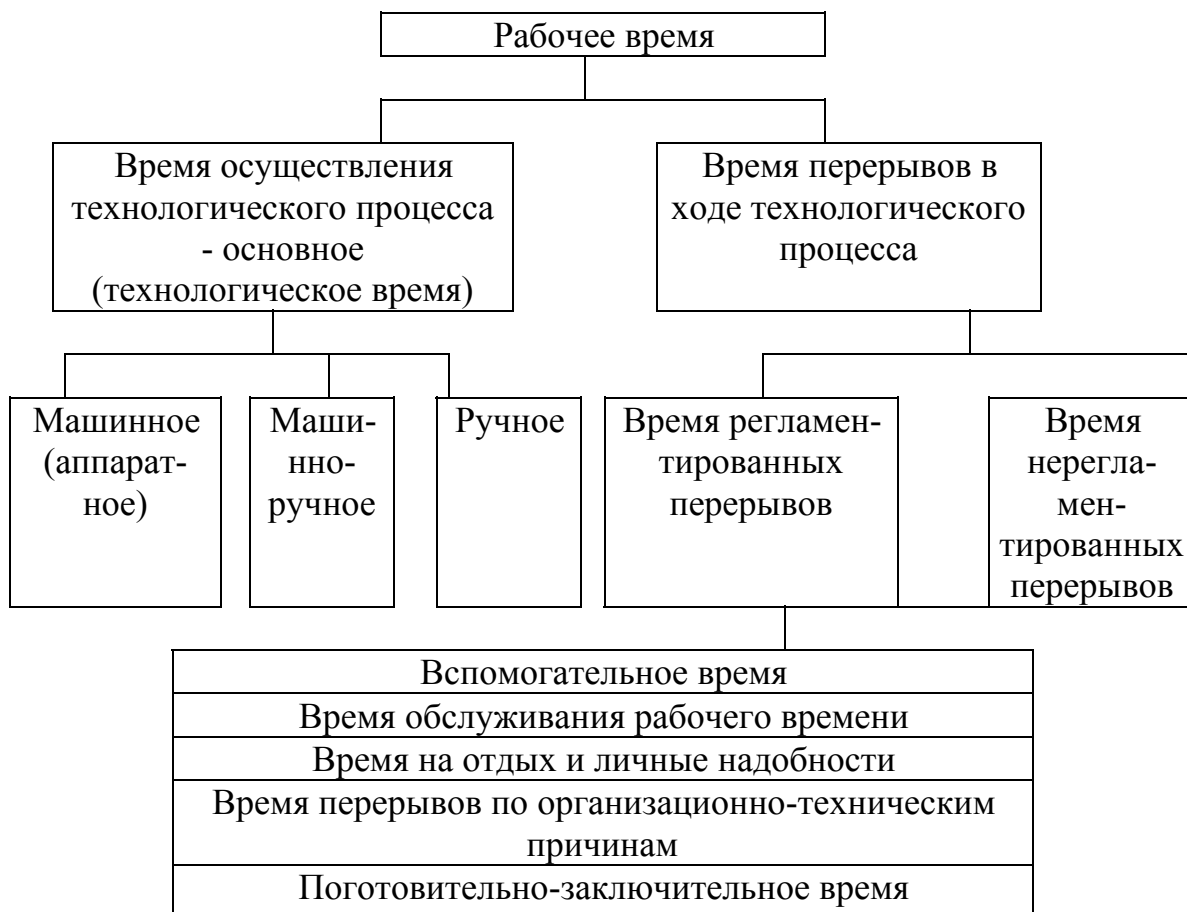 Рабочее время
Время осуществления
технологического процесса
- основное
(технологическое время)
Время перерывов в
ходе технологического
процесса
Машинное
(аппарат-
ное)
Маши-
нно-
ручное
Ручное
Время регламен-
тированных
перерывов
Время
нерегла-
мен-
тированных
перерывов
Вспомогательное время
Время обслуживания рабочего времени
Время на отдых и личные надобности
Время перерывов по организационно-техническим
причинам
Поготовительно-заключительное время